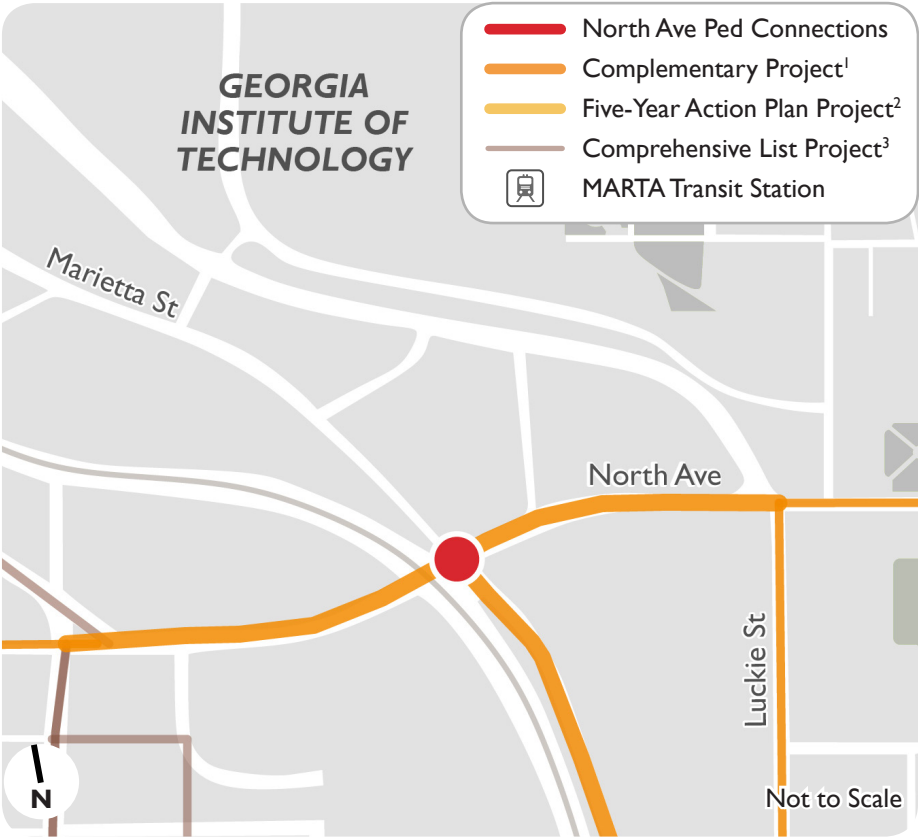 North Ave Ped Connections
Complementary Project¹
Five-Year Action Plan Project²
Comprehensive List Project³
MARTA Transit Station
GEORGIA
INSTITUTE OF
TECHNOLOGY
Marietta St
North Ave
Luckie St
N
Not to Scale